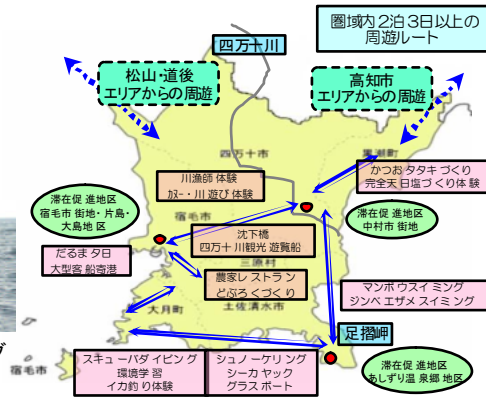 圏域内2泊3日以上の
周遊ルート
四万十川
松山・道後
エリアからの周遊
高知市
エリアからの周遊
四万十市
黒潮町
川漁師体験
カヌー・川遊び体験
かつおタタキづくり
完全天日塩づくり体験
滞在促進地区
宿毛市街地・片島・
大島地区
宿毛市
沈下橋
四万十川観光遊覧船
滞在促進地区
中村市街地
だるま夕日
大型客船寄港
三原村
農家レストラン
どぶろくづくり
マンボウスイミング
ジンベエザメスイミング
大月町
土佐清水市
足摺岬
宿毛市
スキューバダイビング
環境学習
イカ釣り体験
シュノーケリング
シーカヤック
グラスボート
滞在促進地区
あしずり温泉郷地区